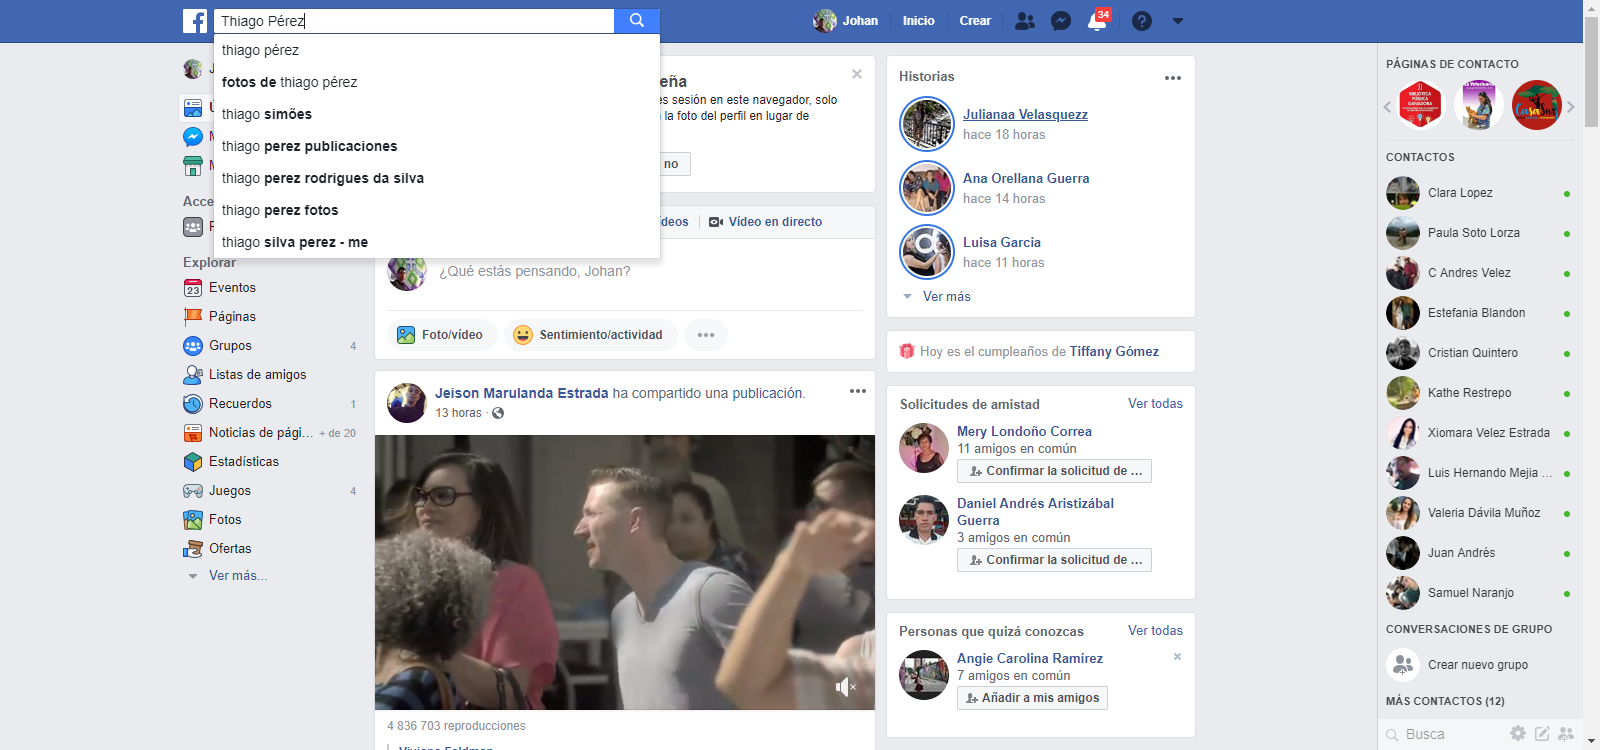 Thiago Pérez
Johan
Inicio
Crear
34
thiago pérez
fotos de thiago pérez
thiago simões
thiago perez publicaciones
thiago perez rodrigues da silva
thiago perez fotos
thiago silva perez - me
Explorar
23
Eventos
Páginas
Grupos 4
Listas de amigos
Recuerdos 1
Noticias de pági... + de 20
Estadísticas
Juegos 4
Fotos
Ofertas
Ver más...
eña
es sesión en este navegador, solo
la foto del perfil en lugar de
no
ídeos
Vídeo en directo
¿Qué estás pensando, Johan?
Foto/vídeo
Sentimiento/actividad
Jeison Marulanda Estrada ha compartido una publicación.
13 horas ·
4 836 703 reproducciones
Historias
Julianaa Velasquezz
hace 18 horas
Ana Orellana Guerra
hace 14 horas
Luisa Garcia
hace 11 horas
Ver más
Hoy es el cumpleaños de Tiffany Gómez
Solicitudes de amistad Ver todas
Mery Londoño Correa
11 amigos en común
Confirmar la solicitud de ...
Daniel Andrés Aristizábal
Guerra
3 amigos en común
Confirmar la solicitud de ...
Personas que quizá conozcas Ver todas
Angie Carolina Ramírez
7 amigos en común
Añadir a mis amigos
PÁGINAS DE CONTACTO
BIBLIOTECA
PÚBLICA
GANADORA
CONTACTOS
Clara Lopez
Paula Soto Lorza
C Andres Velez
Estefania Blandon
Cristian Quintero
Kathe Restrepo
Xiomara Velez Estrada
Luis Hernando Mejia ...
Valeria Dávila Muñoz
Juan Andrés
Samuel Naranjo
CONVERSACIONES DE GRUPO
Crear nuevo grupo
MÁS CONTACTOS (12)
Busca